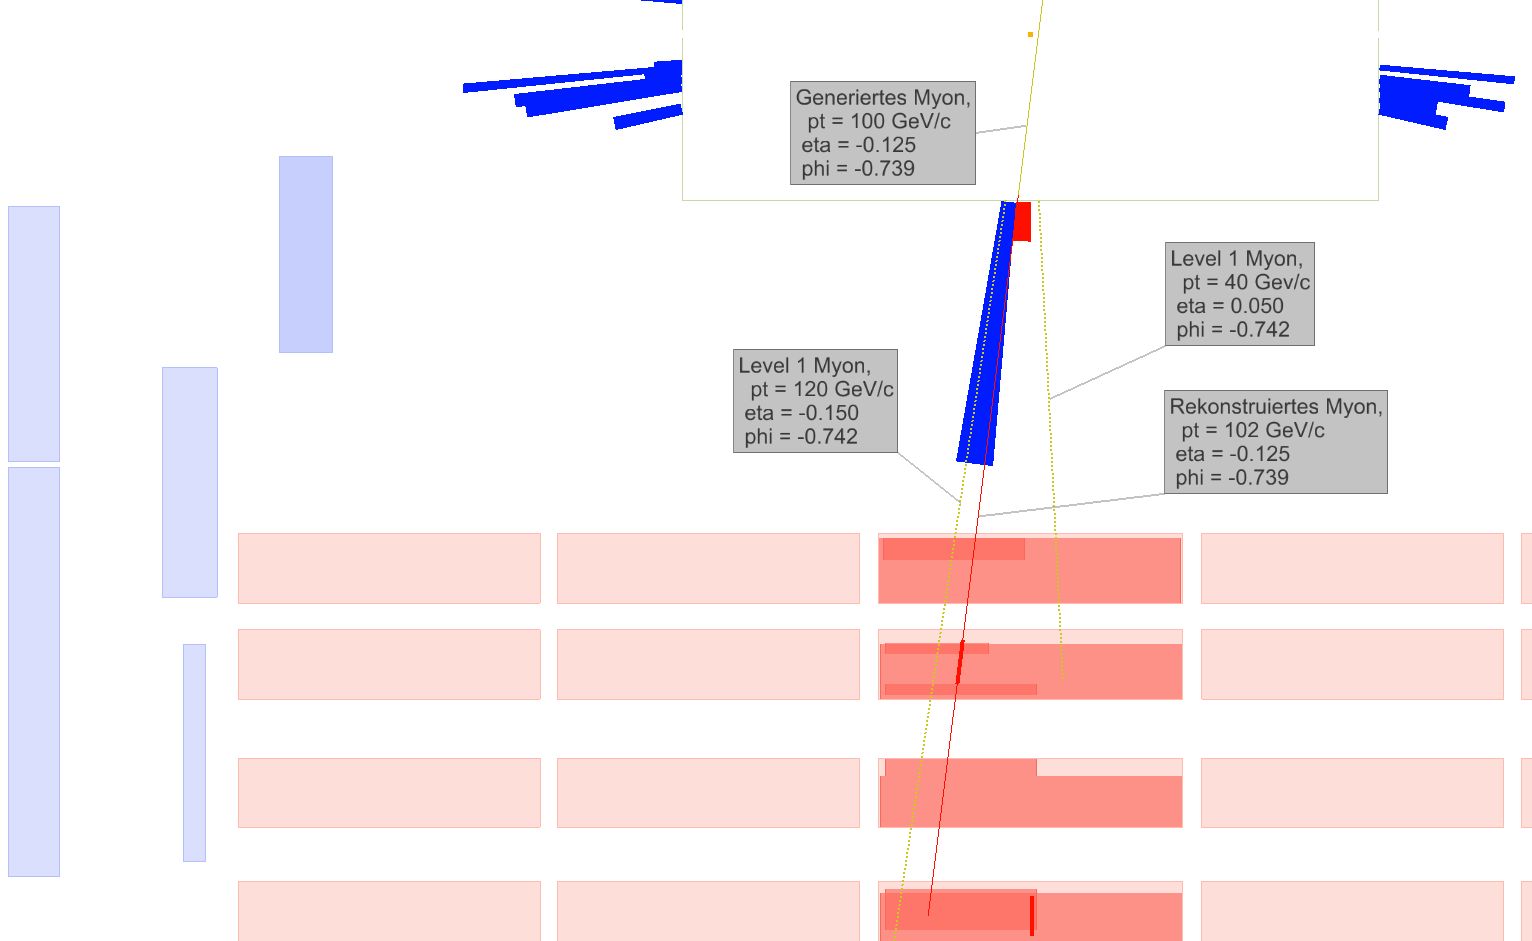 Generiertes Myon,
pt = 100 GeV/c
eta = -0.125
phi = -0.739
Level 1 Myon,
pt = 40 Gev/c
eta = 0.050
phi = -0.742
Level 1 Myon,
pt = 120 GeV/c
eta = -0.150
phi = -0.742
Rekonstruiertes Myon,
pt = 102 GeV/c
eta = -0.125
phi = -0.739